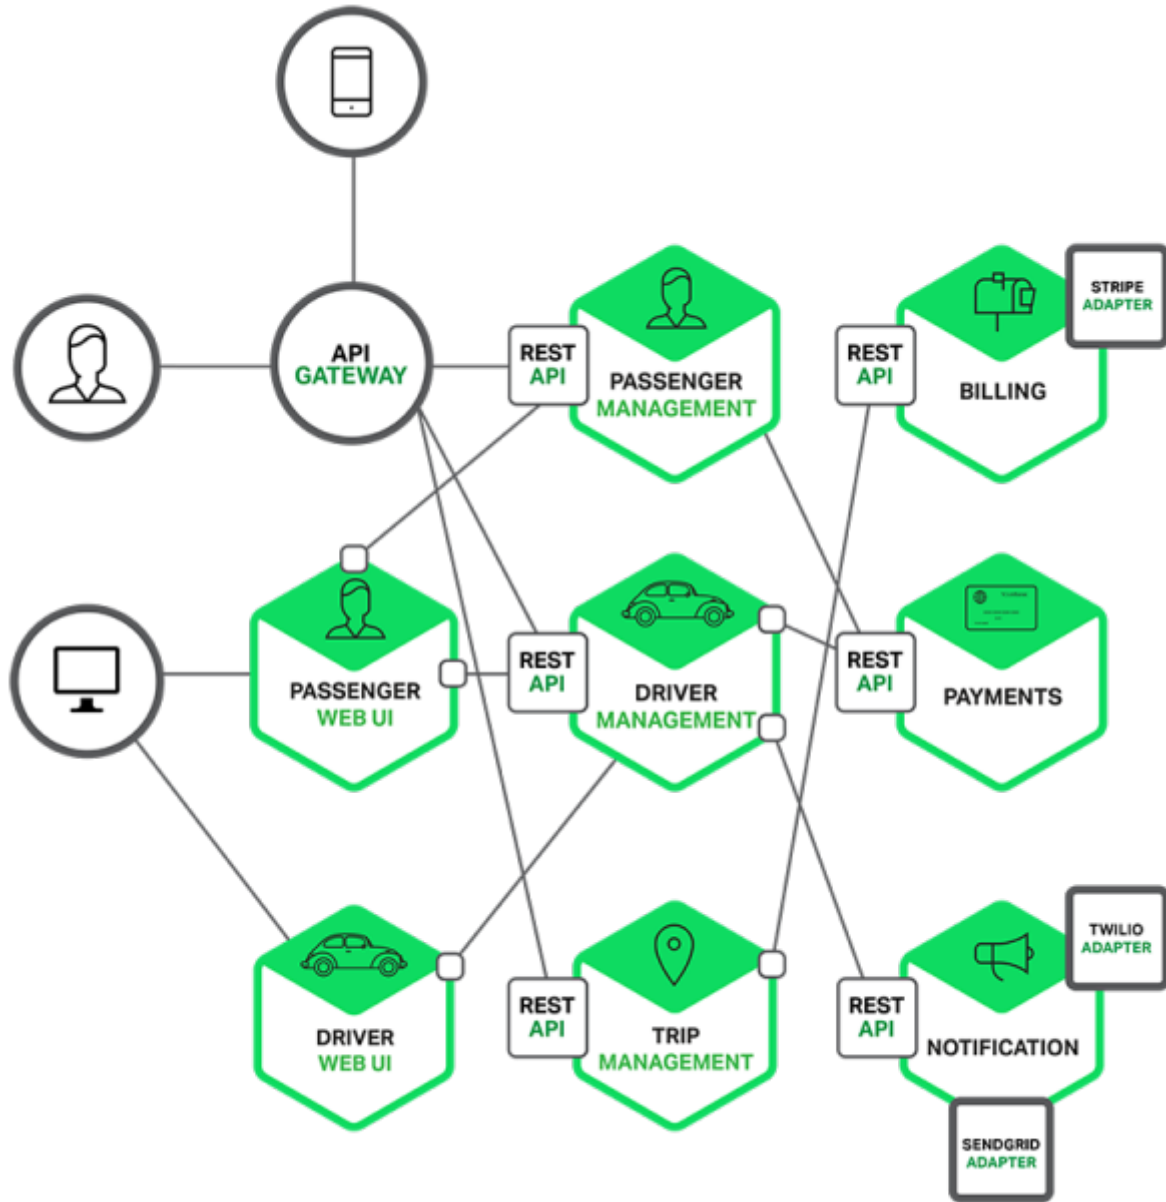 API
GATEWAY
REST
API
PASSENGER
MANAGEMENT
REST
API
BILLING
STRIPE
ADAPTER
PASSENGER
WEB UI
REST
API
DRIVER
MANAGEMENT
REST
API
PAYMENTS
DRIVER
WEB UI
REST
API
TRIP
MANAGEMENT
REST
API
NOTIFICATION
TWILIO
ADAPTER
SENDGRID
ADAPTER